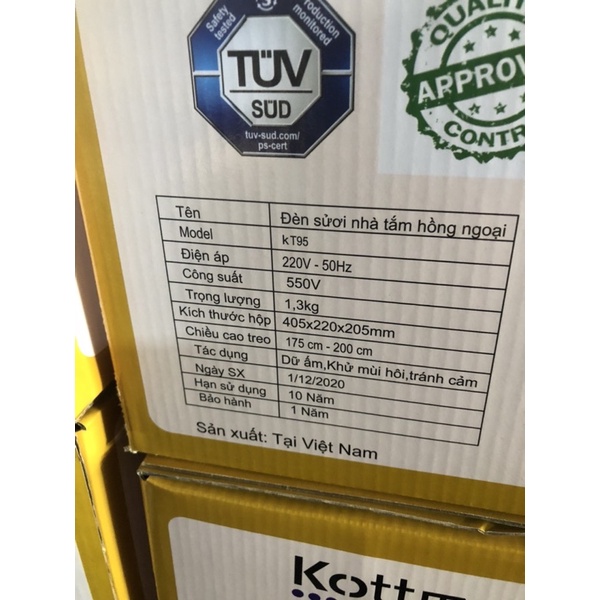 Safety tested
Production monitored
TÜV
SÜD
tuv-sud.com/
ps-cert
QUALITY
APPROV
CONTR
Tên Đèn sửơi nhà tắm hồng ngoại
Model kT95
Điện áp 220V - 50Hz
Công suất 550V
Trọng lượng 1,3kg
Kích thước hộp 405x220x205mm
Chiều cao treo 175 cm - 200 cm
Tác dụng Dữ ấm,Khử mùi hôi,tránh cảm
Ngày SX 1/12/2020
Hạn sử dụng 10 Năm
Bảo hành 1 Năm
Sản xuất: Tại Việt Nam
Kott